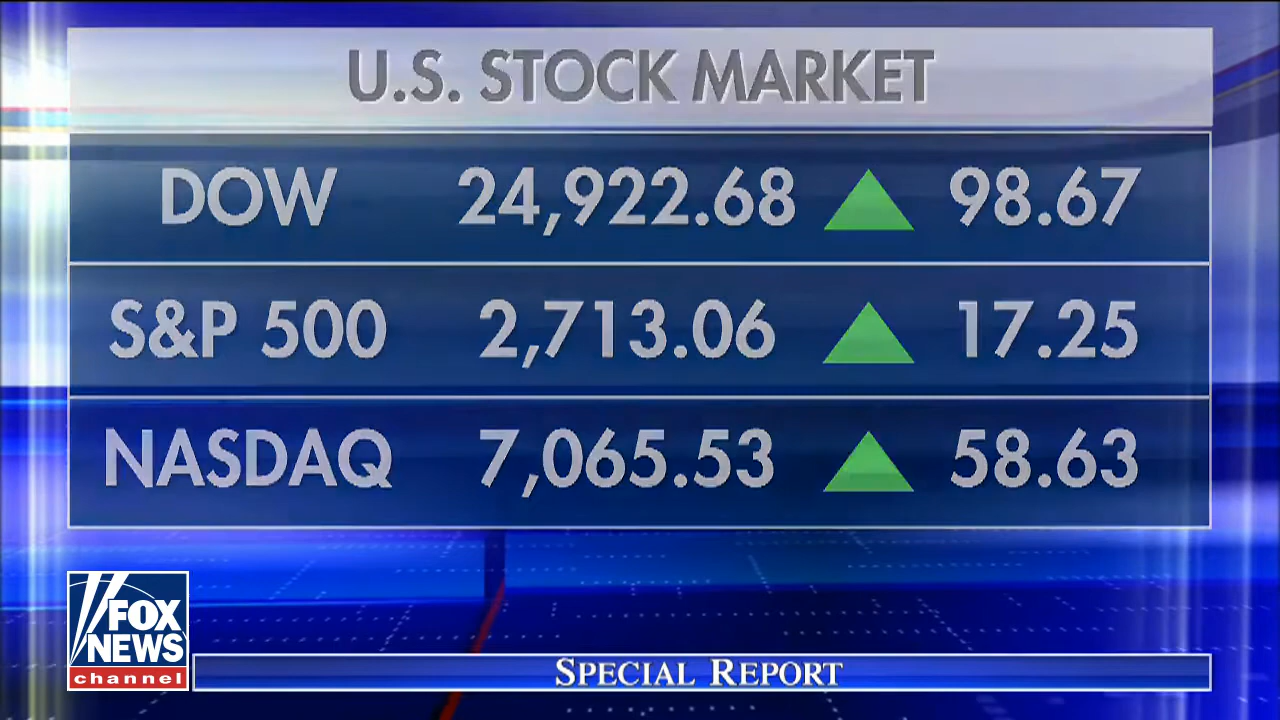 U.S. STOCK MARKET
DOW 24,922.68 98.67
S&P 500 2,713.06 17.25
NASDAQ 7,065.53 58.63
FOX
NEWS
channel
SPECIAL REPORT